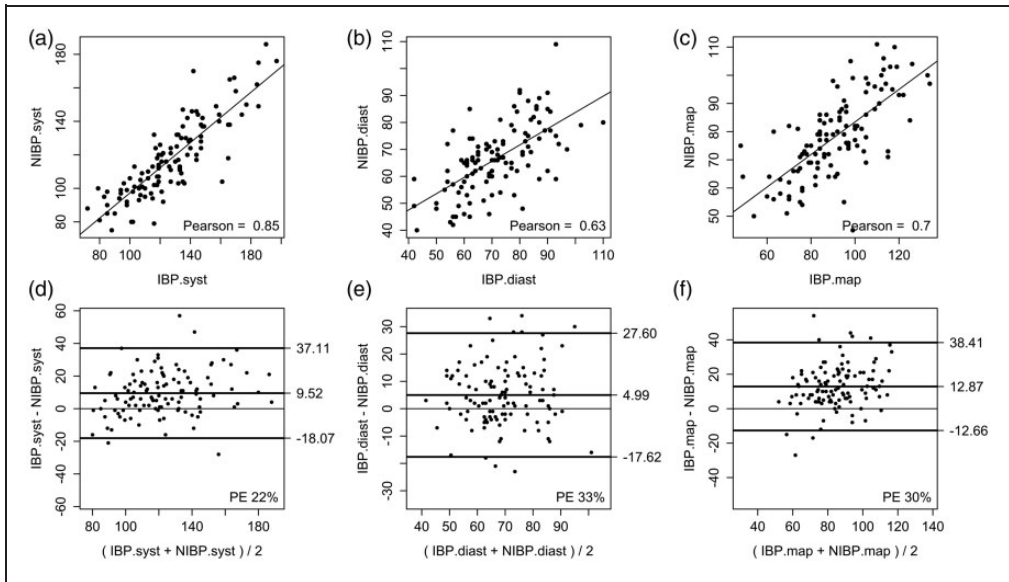 (a)
180
160
140
120
100
80
NIBP.syst
Pearson = 0.85
80 100 120 140 160 180
IBP.syst
(b)
110
100
90
80
70
60
50
40
NIBP.diast
Pearson = 0.63
40 50 60 70 80 90 100 110
IBP.diast
(c)
110
100
90
80
70
60
50
NIBP.map
Pearson = 0.7
40 60 80 100 120
IBP.map
(d)
60
40
20
0
-20
-40
-60
IBP.syst - NIBP.syst
37.11
9.52
-18.07
PE 22%
80 100 120 140 160 180
( IBP.syst + NIBP.syst ) / 2
(e)
30
20
10
0
-10
-30
IBP.diast - NIBP.diast
27.60
4.99
-17.62
PE 33%
40 50 60 70 80 90 100
( IBP.diast + NIBP.diast ) / 2
(f)
40
20
0
-20
-40
IBP.map - NIBP.map
38.41
12.87
-12.66
PE 30%
40 60 80 100 120 140
(IBP.map + NIBP.map ) / 2